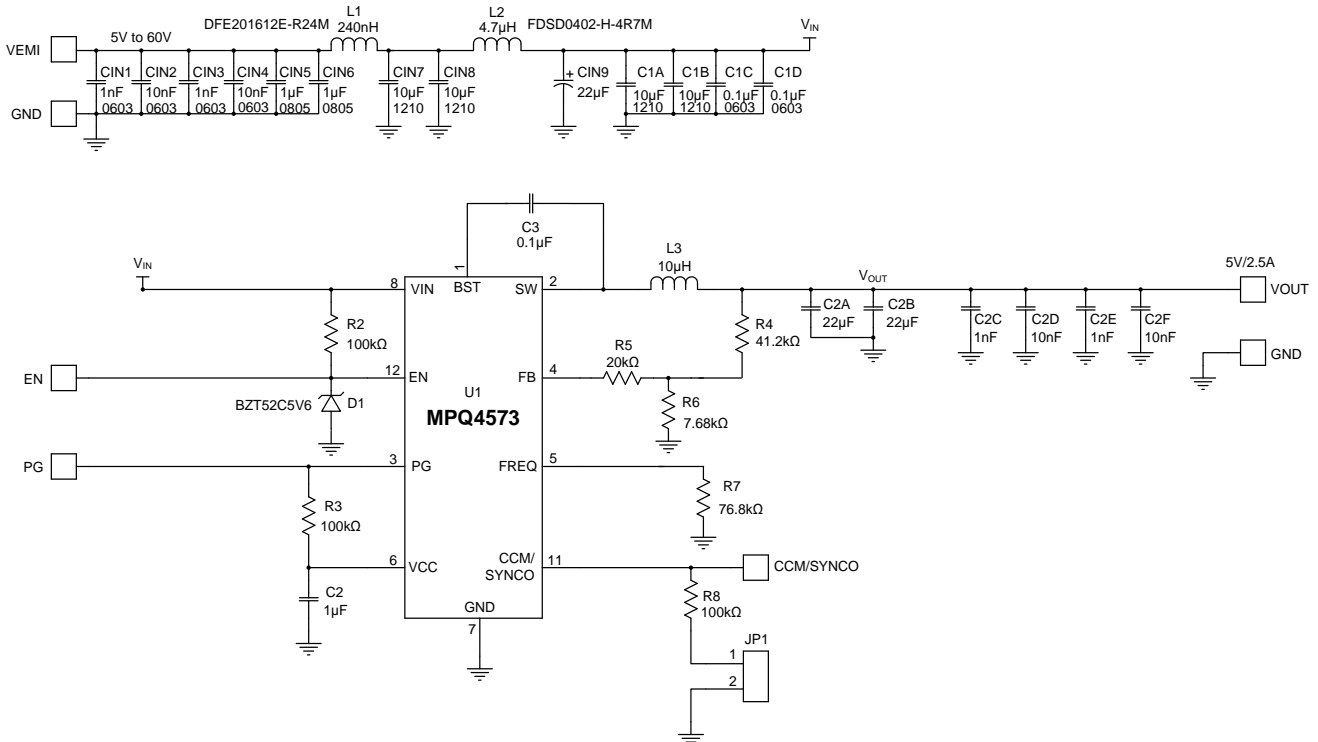 L1
DFE201612E-R24M
240nH
L2
4.7μH
FDSD0402-H-4R7M
VIN
VEMI
5V to 60V
CIN1
1nF
0603
CIN2
10nF
0603
CIN3
1nF
0603
CIN4
10nF
0603
CIN5
1μF
0805
CIN6
1μF
0805
CIN7
10μF
1210
CIN8
10μF
1210
+
CIN9
22μF
C1A
10μF
1210
C1B
10μF
1210
C1C
0.1μF
0603
C1D
0.1μF
0603
GND
C3
0.1μF
VIN
8
VIN
1
BST
SW
2
L3
10μH
VOUT
5V/2.5A
VOUT
R2
100kΩ
R4
41.2kΩ
C2A
22μF
C2B
22μF
C2C
1nF
C2D
10nF
C2E
1nF
C2F
10nF
GND
EN
12
EN
FB
4
R5
20kΩ
R6
7.68kΩ
BZT52C5V6
D1
U1
MPQ4573
PG
3
PG
FREQ
5
R7
76.8kΩ
R3
100kΩ
6
VCC
CCM/
SYNCO
11
CCM/SYNCO
C2
1μF
GND
7
R8
100kΩ
JP1
1
2